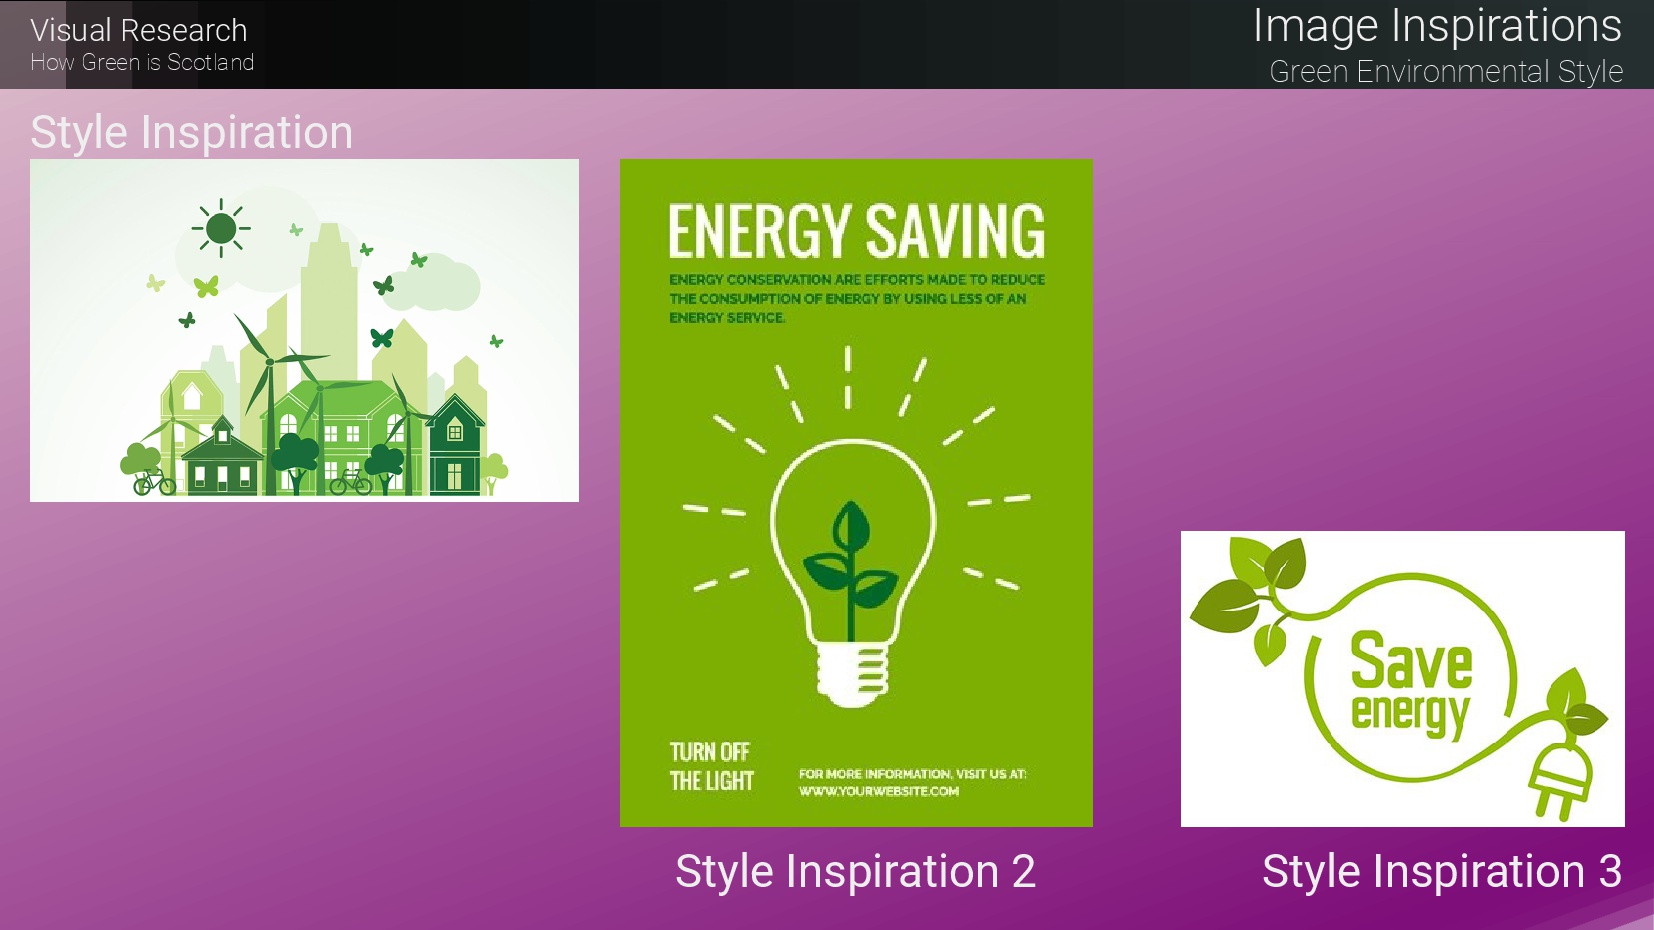 Visual Research
How Green is Scotland
Image Inspirations
Green Environmental Style
Style Inspiration
ENERGY SAVING
ENERGY CONSERVATION ARE EFFORTS MADE TO REDUCE
THE CONSUMPTION OF ENERGY BY USING LESS OF AN
ENERGY SERVICE.
TURN OFF
THE LIGHT
FOR MORE INFORMATION, VISIT US AT:
WWW.YOURWEBSITE.COM
Save
energy
Style Inspiration 2
Style Inspiration 3